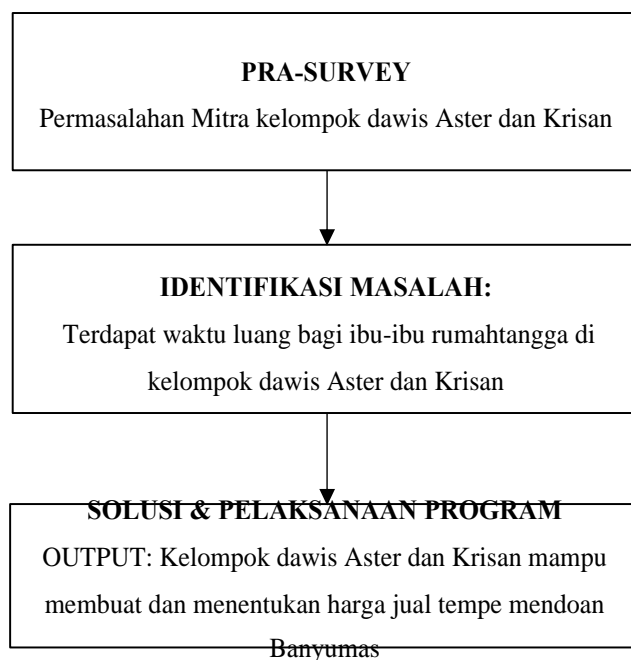 PRA-SURVEY
Permasalahan Mitra kelompok dawis Aster dan Krisan
IDENTIFIKASI MASALAH:
Terdapat waktu luang bagi ibu-ibu rumahtangga di
kelompok dawis Aster dan Krisan
SOLUSI & PELAKSANAAN PROGRAM
OUTPUT: Kelompok dawis Aster dan Krisan mampu
membuat dan menentukan harga jual tempe mendoan
Banyumas